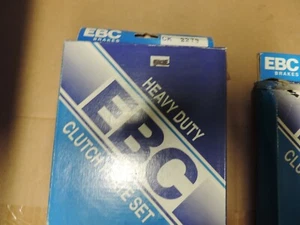 EBC
BRAKES
HEAVY DUTY
EBC
CLUTCH
SET
EBC
BRAKES